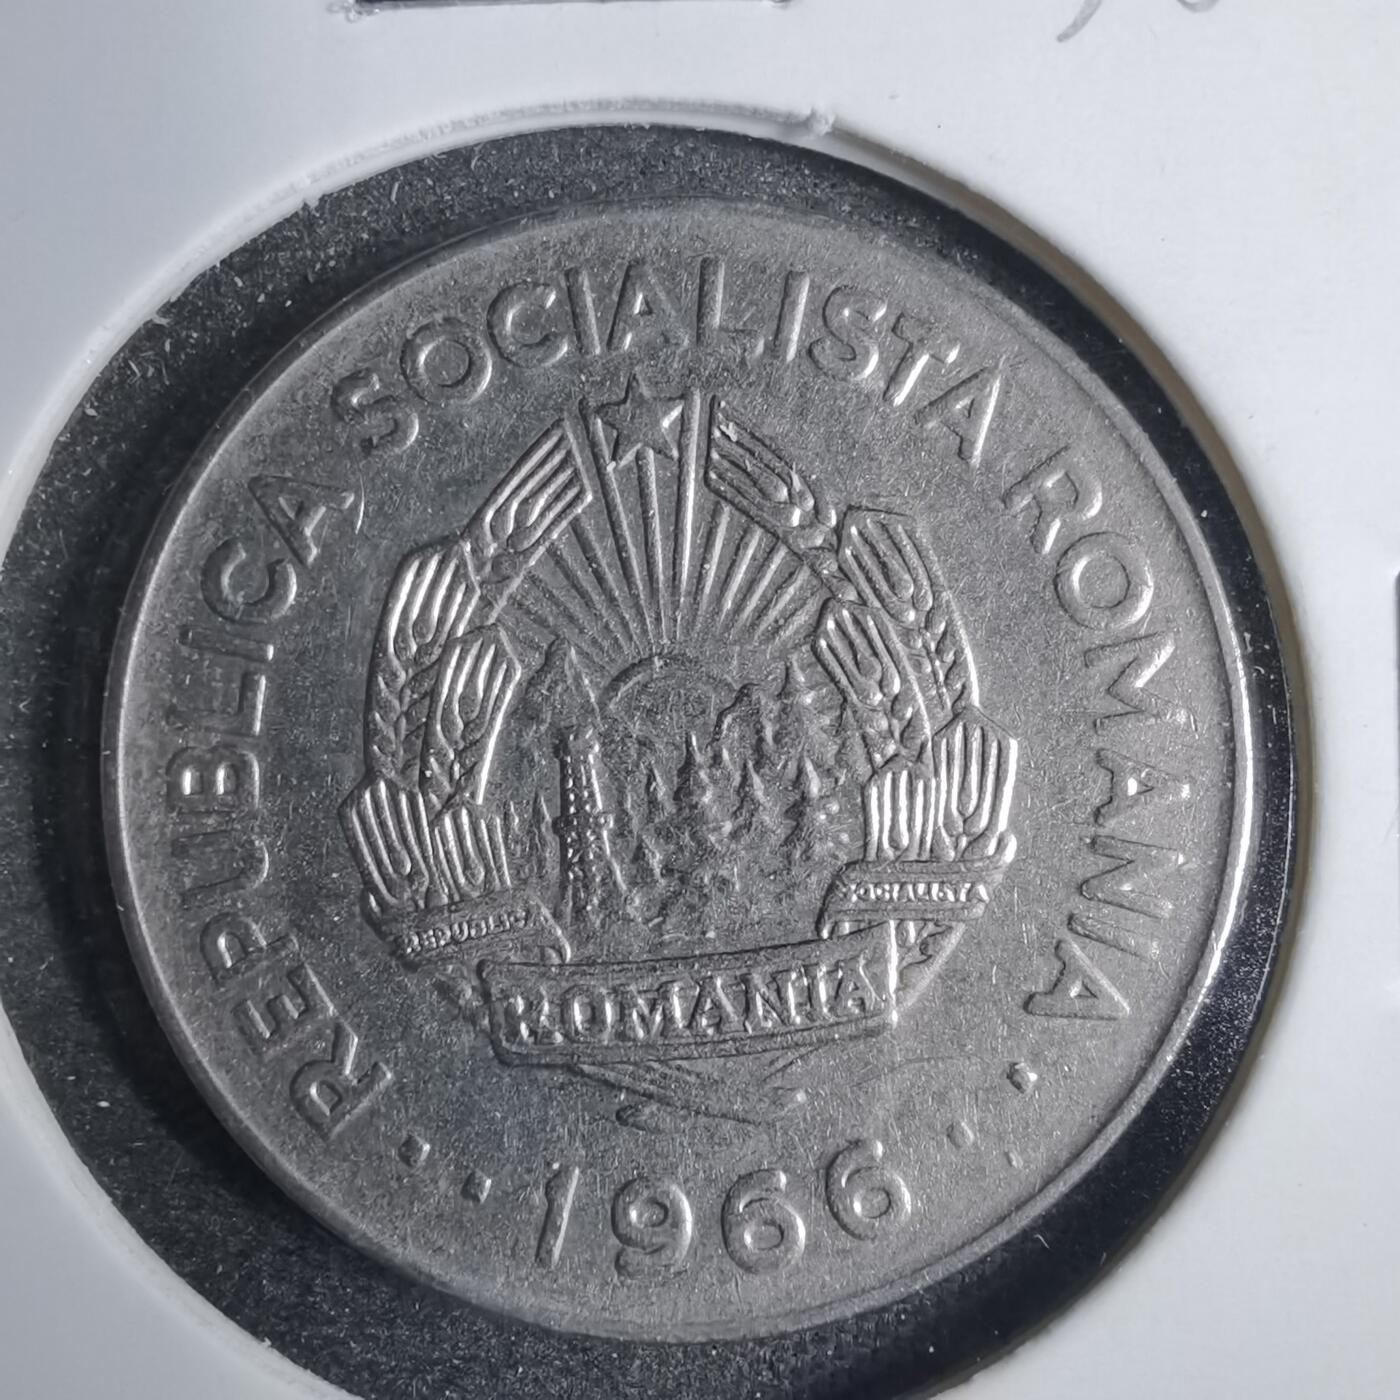 REPUBLICA SOCIALISTA ROMANIA
REPUBLICA
SOCIALISTA
ROMANIA
1966